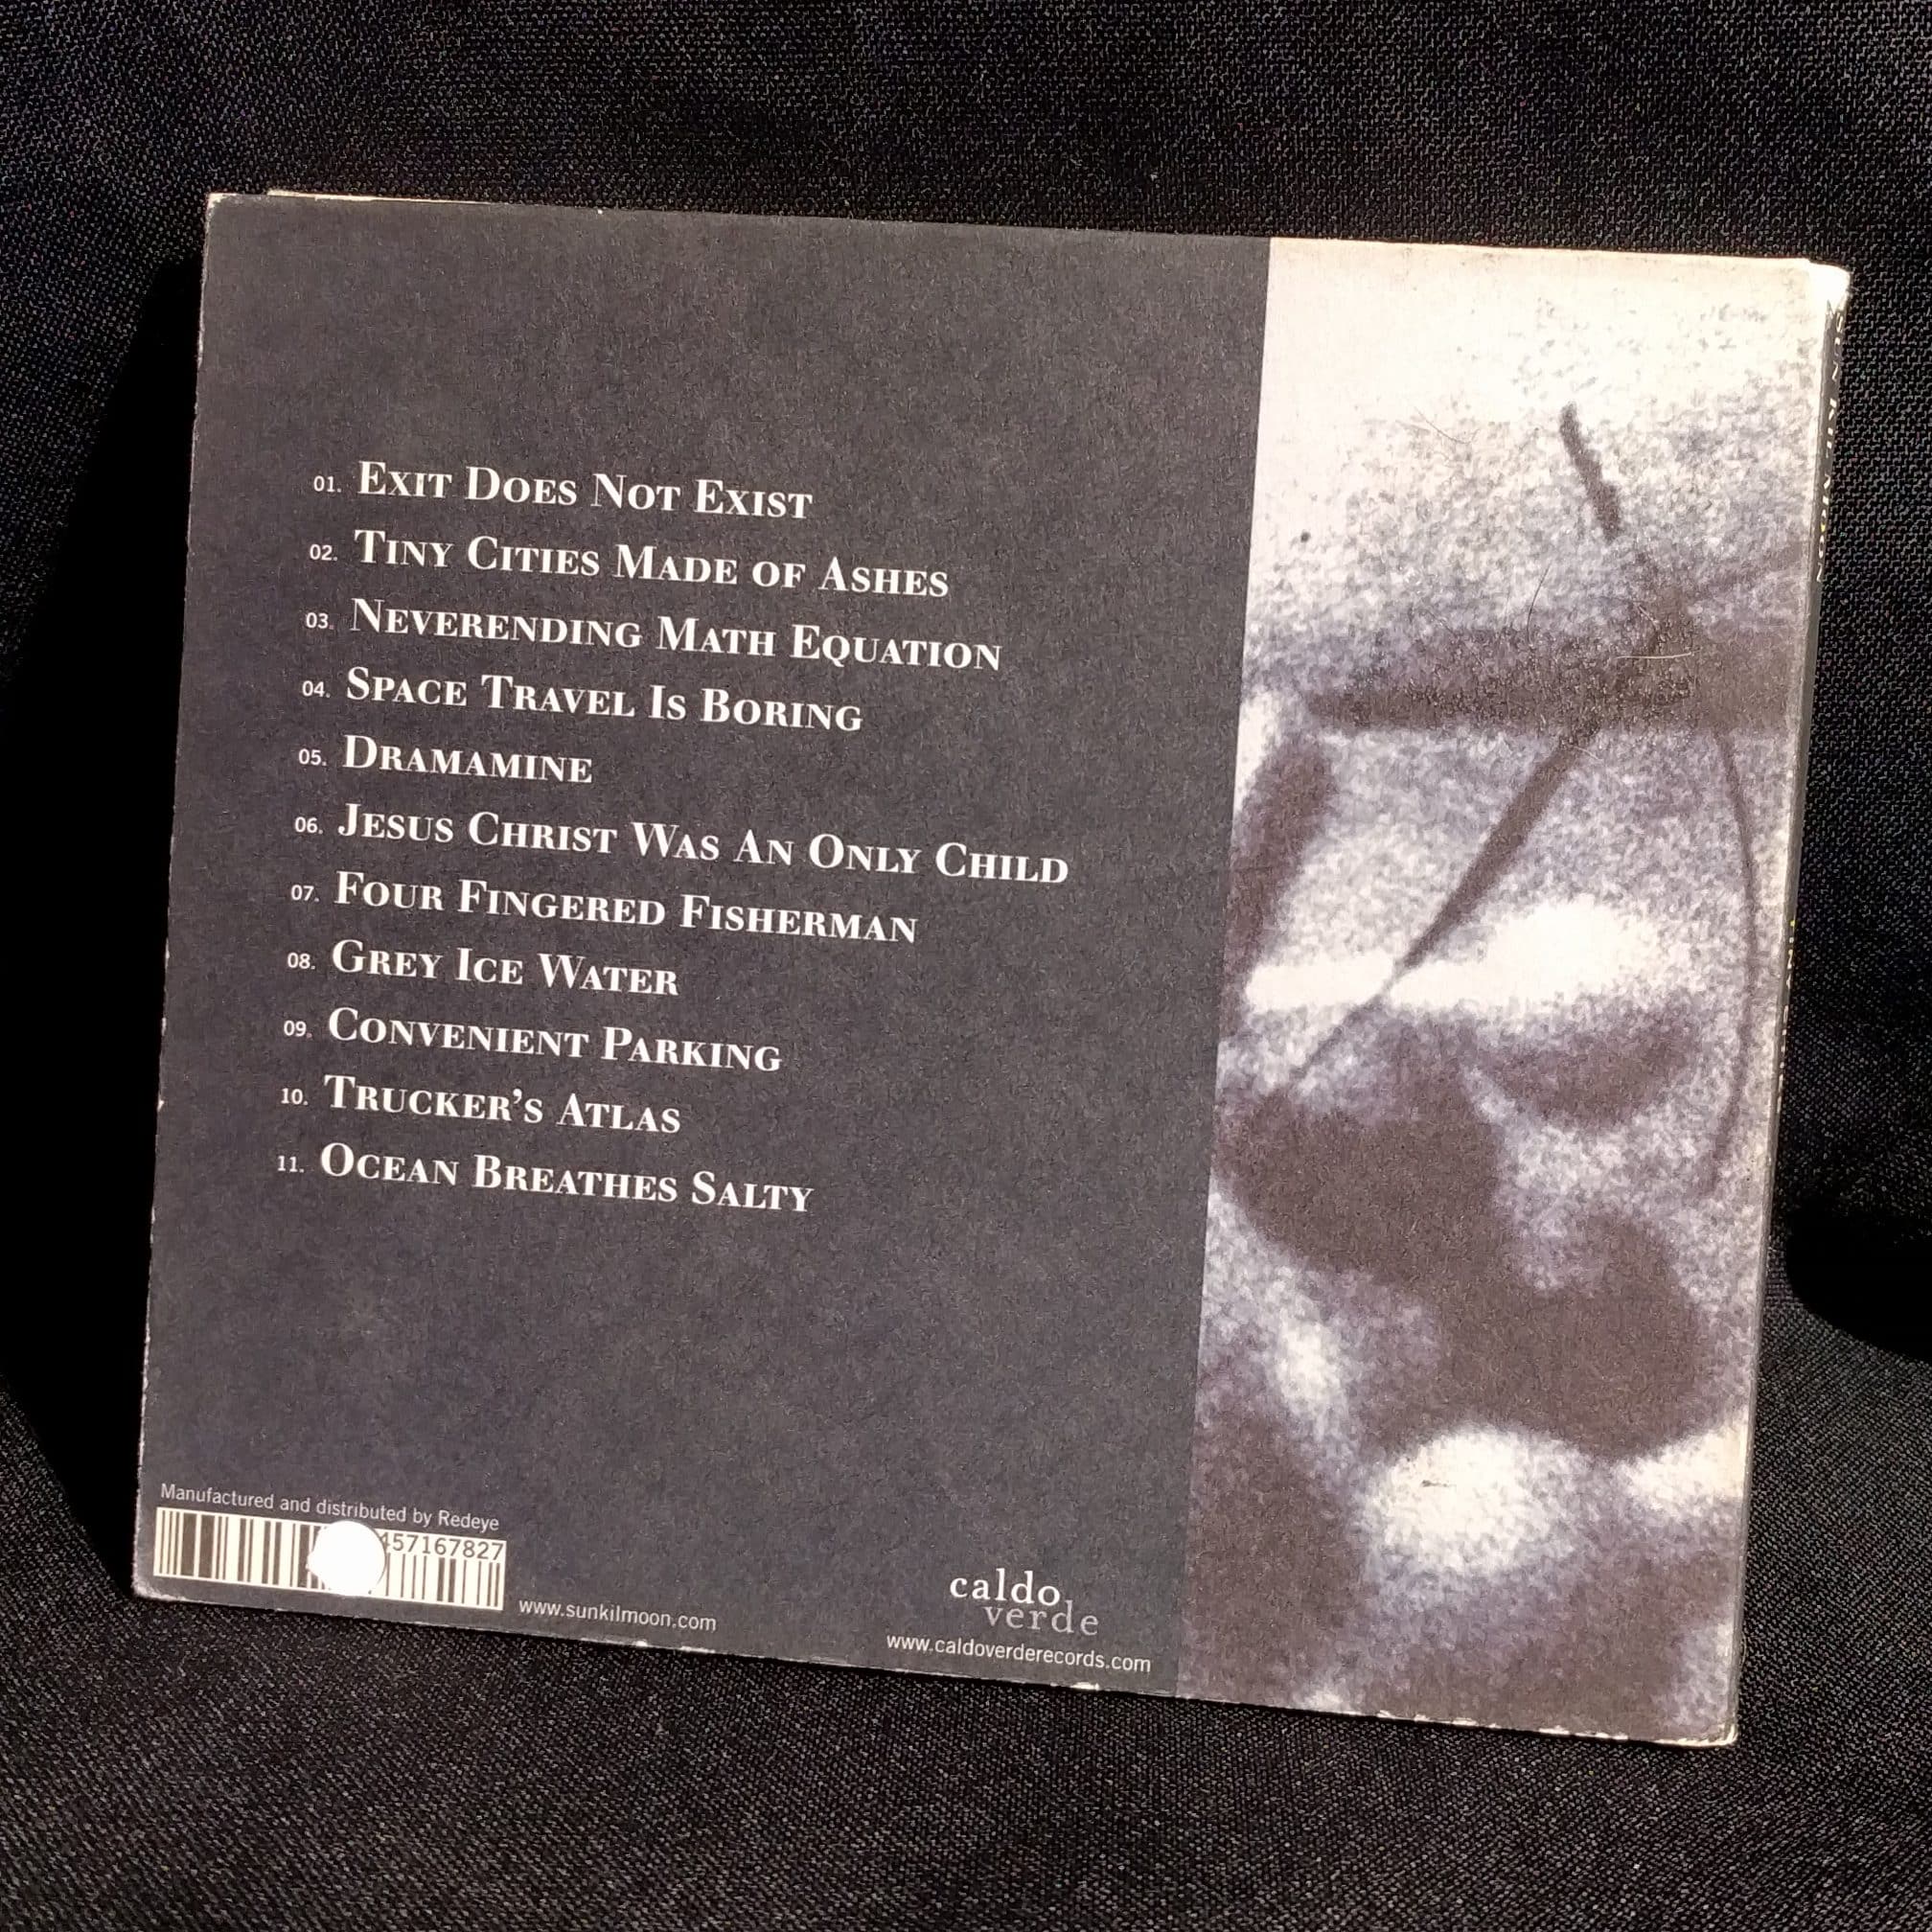 01. Exit Does Not Exist
02. Tiny Cities Made of Ashes
03. Neverending Math Equation
04. Space Travel Is Boring
05. Dramamine
06. Jesus Christ Was An Only Child
07. Four Fingered Fisherman
08. Grey Ice Water
09. Convenient Parking
10. Trucker's Atlas
11. Ocean Breathes Salty
Manufactured and distributed by Redeye
457167827
www.sunkilmoon.com
caldo
verde
www.caldoverderecords.com
SUN KIL MOON